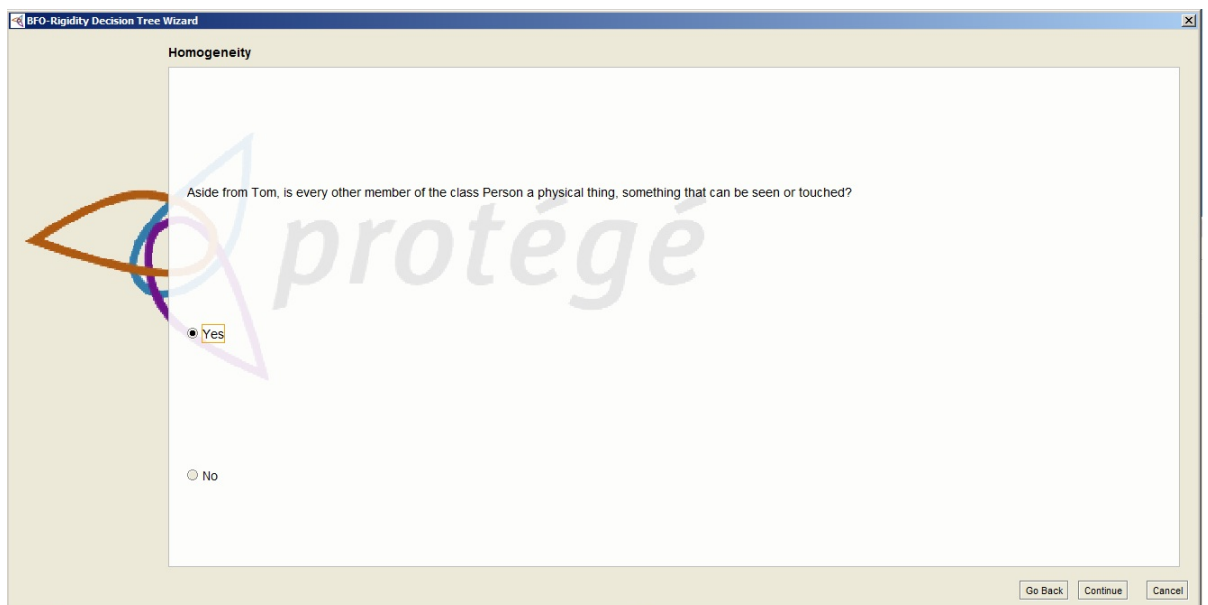 BFO-Rigidity Decision Tree Wizard
Homogeneity
Aside from Tom, is every other member of the class Person a physical thing, something that can be seen or touched?
protégé
Yes
No
Go Back Continue Cancel